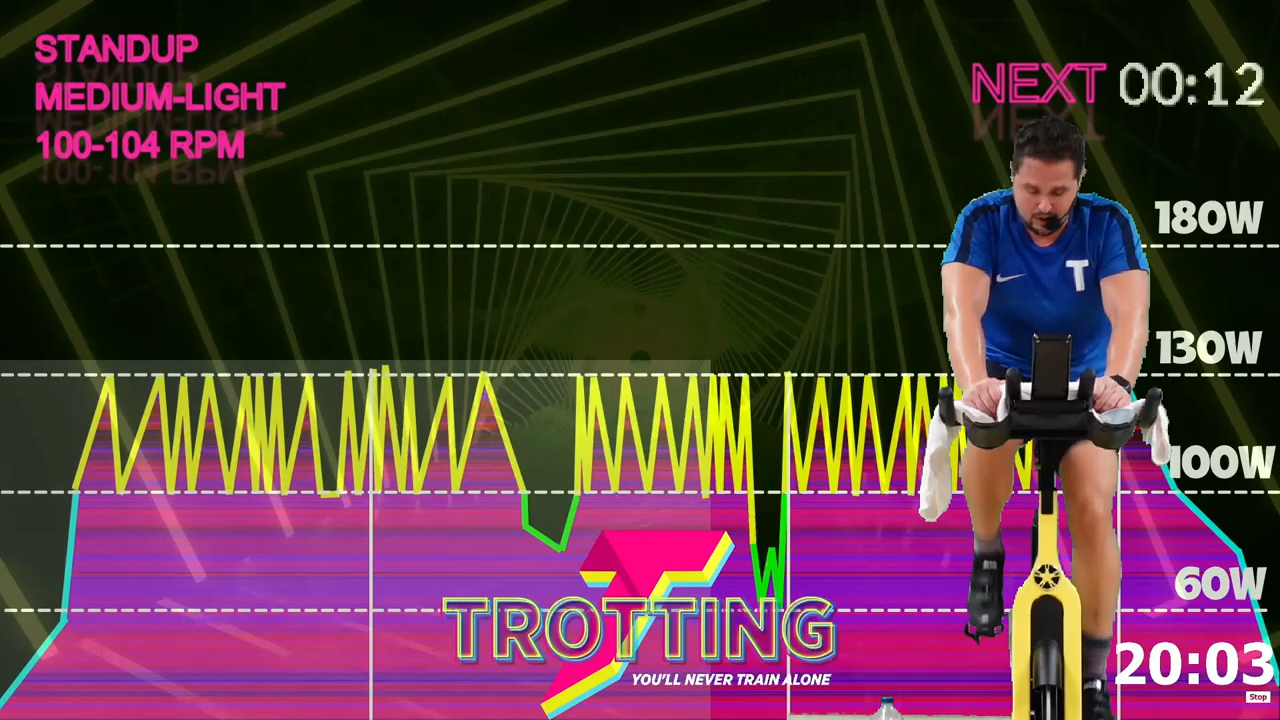 STANDUP
MEDIUM-LIGHT
100-104 RPM
NEXT 00:12
180W
130W
100W
60W
T
TROTTING
YOU'LL NEVER TRAIN ALONE
20:03
Stop